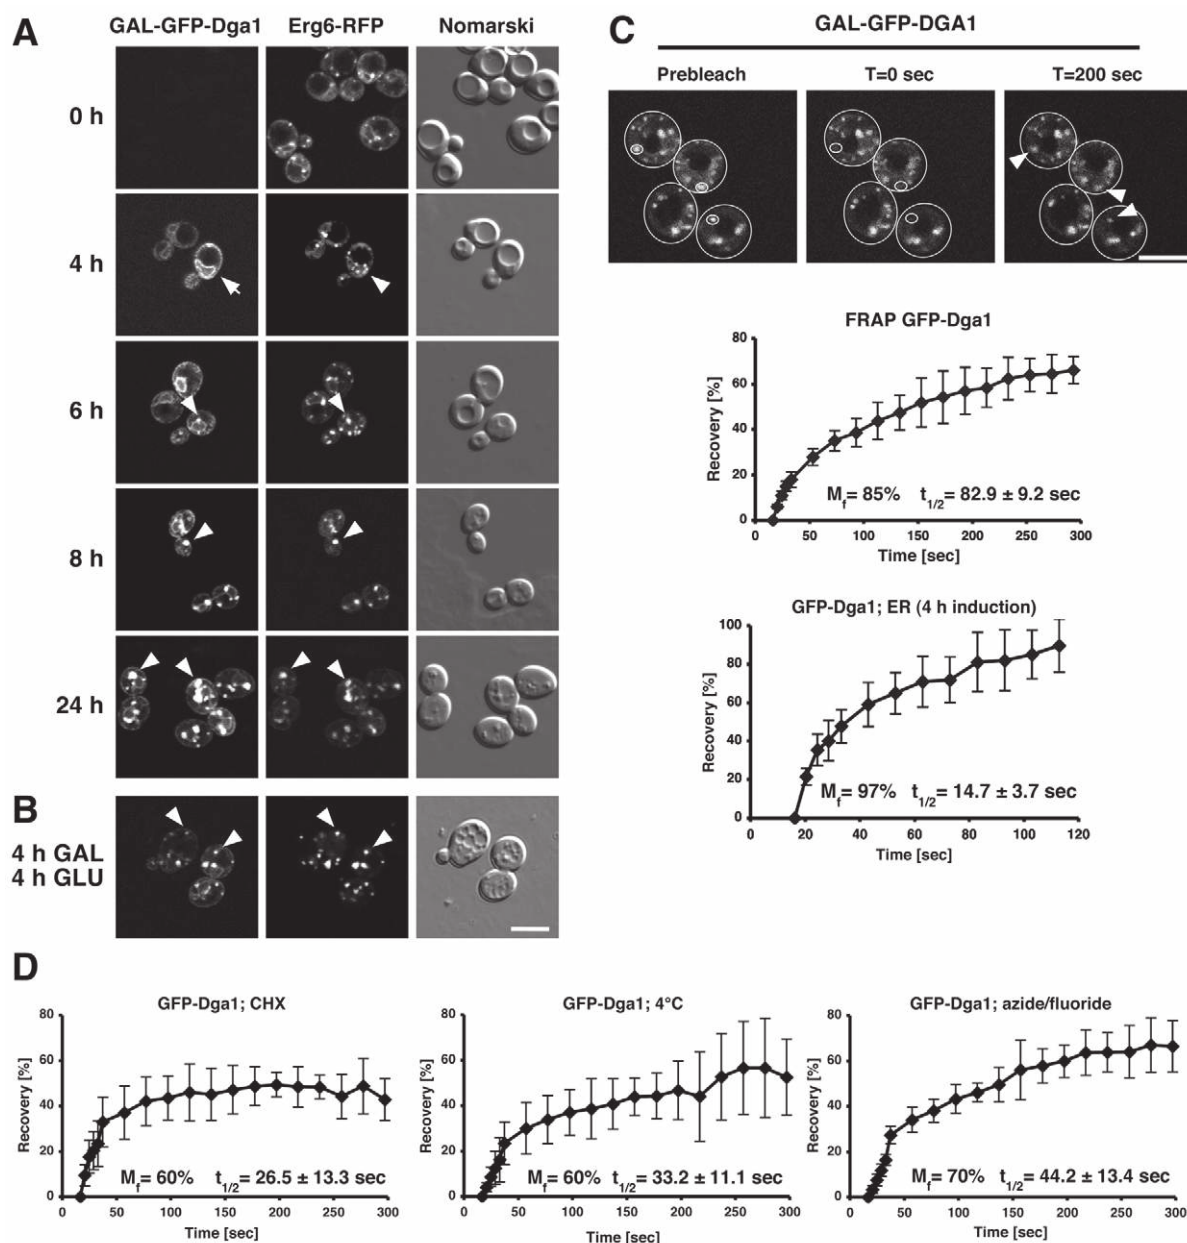 A
GAL-GFP-Dga1 Erg6-RFP Nomarski
0 h
4 h
6 h
8 h
24 h
B
4 h GAL
4 h GLU
C
GAL-GFP-DGA1
Prebleach T=0 sec T=200 sec
FRAP GFP-Dga1
Recovery [%]
80
60
40
20
0
Mf= 85% t1/2= 82.9 ± 9.2 sec
0 50 100 150 200 250 300
Time [sec]
GFP-Dga1; ER (4 h induction)
Recovery [%]
100
80
60
40
20
0
Mf= 97% t1/2= 14.7 ± 3.7 sec
20 40 60 80 100 120
Time [sec]
D
GFP-Dga1; CHX
Recovery [%]
80
60
40
20
0
Mf= 60% t1/2= 26.5 ± 13.3 sec
0 50 100 150 200 250 300
Time [sec]
GFP-Dga1; 4°C
Recovery [%]
80
60
40
20
0
Mf= 60% t1/2= 33.2 ± 11.1 sec
0 50 100 150 200 250 300
Time [sec]
GFP-Dga1; azide/fluoride
Recovery [%]
80
60
40
20
0
Mf= 70% t1/2= 44.2 ± 13.4 sec
0 50 100 150 200 250 300
Time [sec]